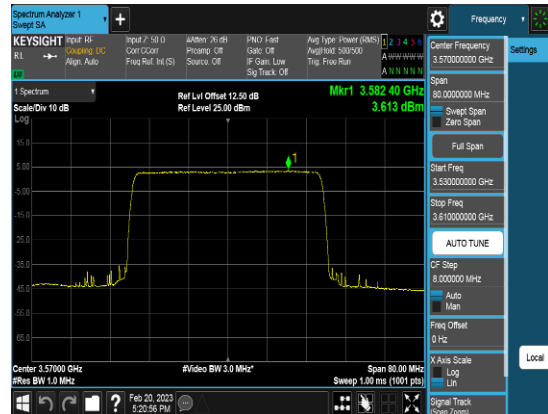 Spectrum Analyzer 1
Swept SA
+
Frequency
KEYSIGHT
RL
Input: RF
Coupling: DC
Align: Auto
Input Z: 50 Ω
Corr CCorr
Freq Ref: Int (S)
#Atten: 26 dB
Preamp: Off
Source: Off
PNO: Fast
Gate: Off
IF Gain: Low
Sig Track: Off
Avg Type: Power (RMS)
Avg|Hold: 500/500
Trig: Free Run
1 2 3 4 5 6
A W W W W W
A N N N N N
1 Spectrum
Scale/Div 10 dB
Log
Ref Lvl Offset 12.50 dB
Ref Level 25.00 dBm
Mkr1 3.582 40 GHz
3.613 dBm
15.0
5.00
-5.00
-15.0
-25.0
-35.0
-45.0
-55.0
-65.0
1
Center 3.57000 GHz
#Res BW 1.0 MHz
#Video BW 3.0 MHz*
Span 80.00 MHz
Sweep 1.00 ms (1001 pts)
Feb 20, 2023
5:20:56 PM
?
Center Frequency
3.570000000 GHz
Settings
Span
80.0000000 MHz
Swept Span
Zero Span
Full Span
Start Freq
3.530000000 GHz
Stop Freq
3.610000000 GHz
AUTO TUNE
CF Step
8.000000 MHz
Auto
Man
Freq Offset
0 Hz
X Axis Scale
Log
Lin
Local
Signal Track
(Span Zoom)